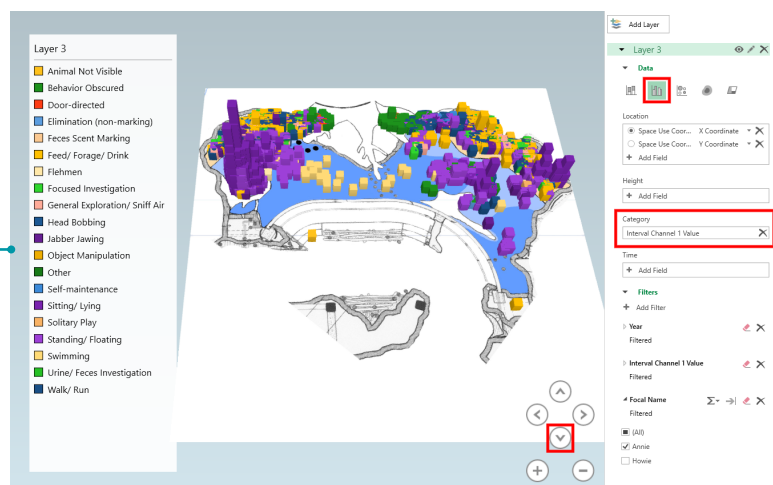 Layer 3
Animal Not Visible
Behavior Obscured
Door-directed
Elimination (non-marking)
Feces Scent Marking
Feed/ Forage/ Drink
Flehmen
Focused Investigation
General Exploration/ Sniff Air
Head Bobbing
Jabber Jawing
Object Manipulation
Other
Self-maintenance
Sitting/ Lying
Solitary Play
Standing/ Floating
Swimming
Urine/ Feces Investigation
Walk/ Run
Add Layer
Layer 3
Data
Location
Space Use Coor... X Coordinate
Space Use Coor... Y Coordinate
+ Add Field
Height
+ Add Field
Category
Interval Channel 1 Value
Time
+ Add Field
Filters
+ Add Filter
Year
Filtered
Interval Channel 1 Value
Filtered
Focal Name
Filtered
(All)
Annie
Howie